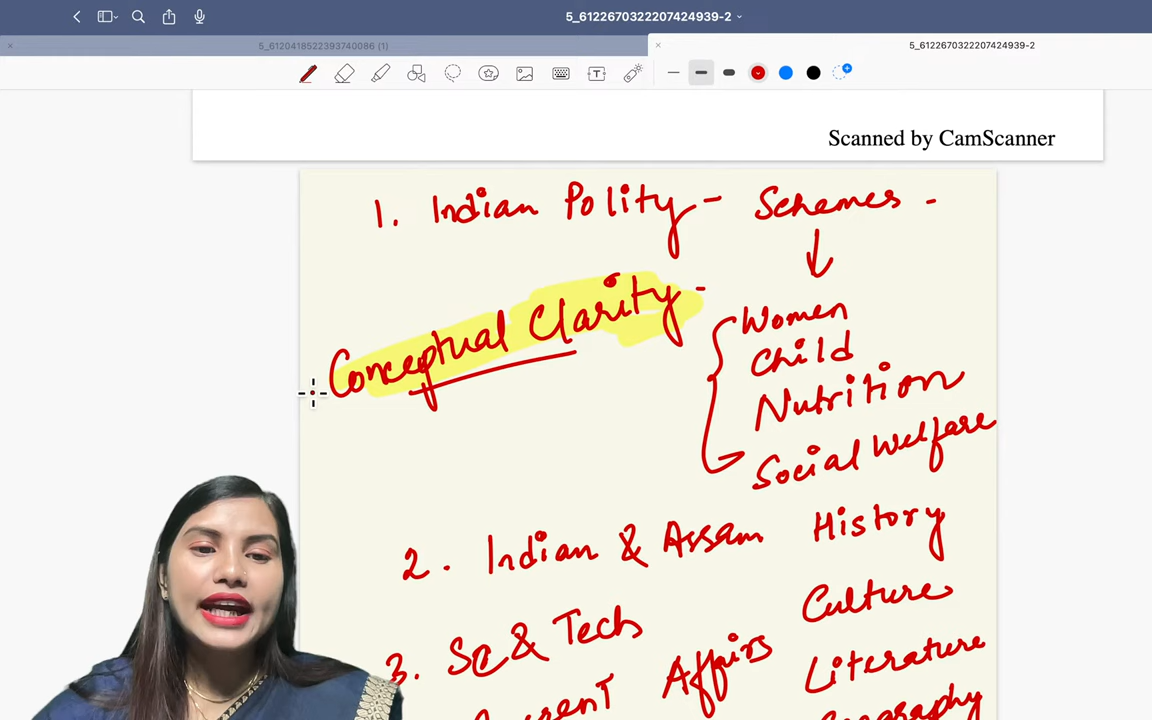 5_6122670322207424939-2
5_6120418522393740086 (1)
5_6122670322207424939-2
Scanned by CamScanner
1. Indian Polity - Schemes -
Conceptual Clarity -
Women
Child
Nutrition
Social Welfare
2. Indian & Assam History
Culture
3. Sc & Tech
Affairs
Literature